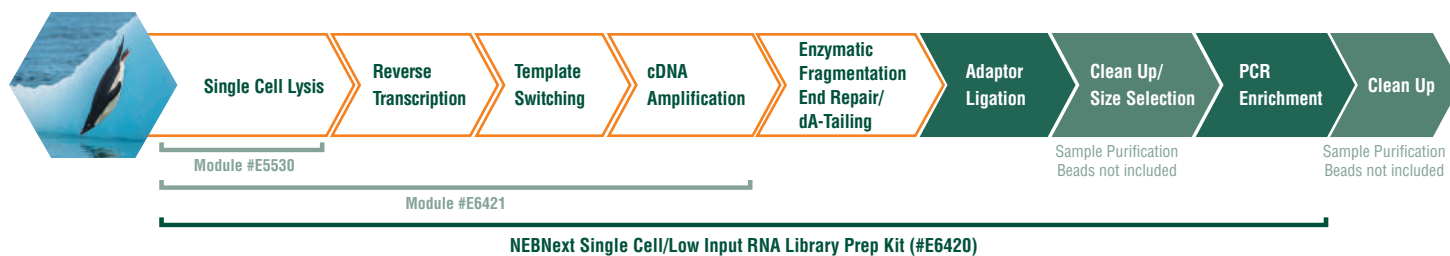 Single Cell Lysis
Reverse
Transcription
Template
Switching
cDNA
Amplification
Enzymatic
Fragmentation
End Repair/
dA-Tailing
Adaptor
Ligation
Clean Up/
Size Selection
PCR
Enrichment
Clean Up
Sample Purification
Beads not included
Sample Purification
Beads not included
Module #E5530
Module #E6421
NEBNext Single Cell/Low Input RNA Library Prep Kit (#E6420)